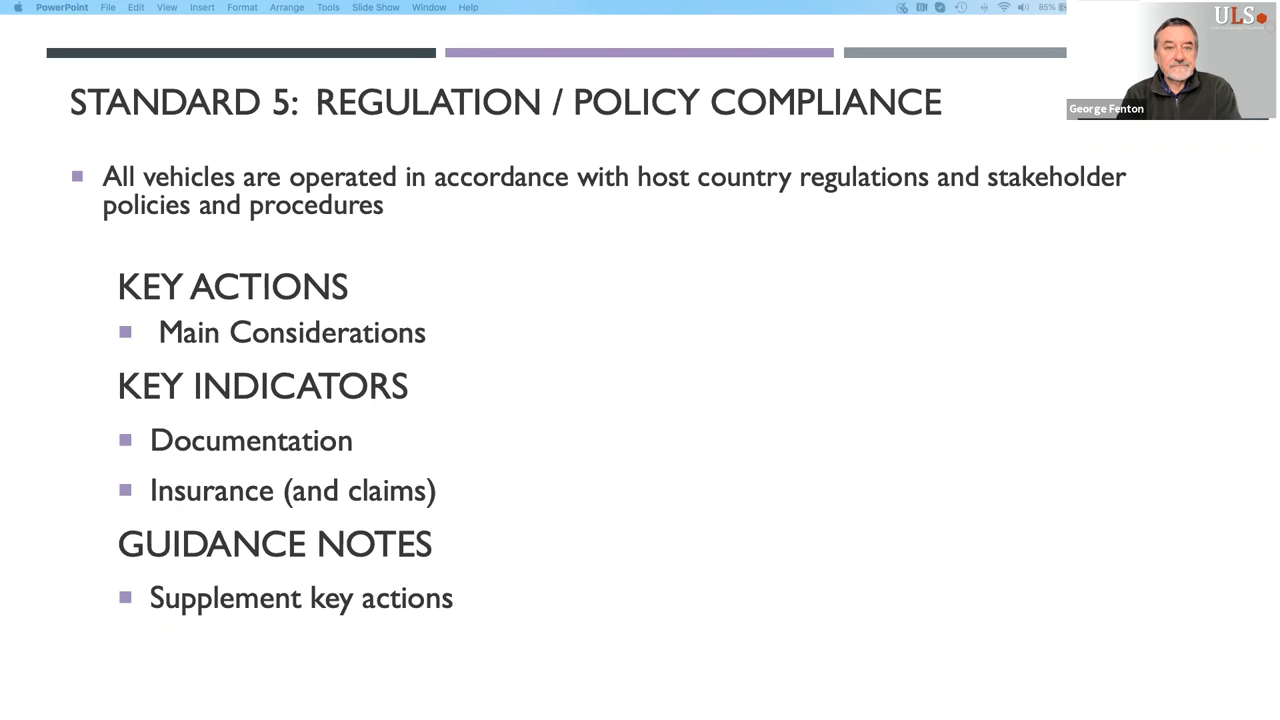 PowerPoint File Edit View Insert Format Arrange Tools Slide Show Window Help 85%
ULS
George Fenton
STANDARD 5: REGULATION / POLICY COMPLIANCE
All vehicles are operated in accordance with host country regulations and stakeholder
policies and procedures
KEY ACTIONS
Main Considerations
KEY INDICATORS
Documentation
Insurance (and claims)
GUIDANCE NOTES
Supplement key actions